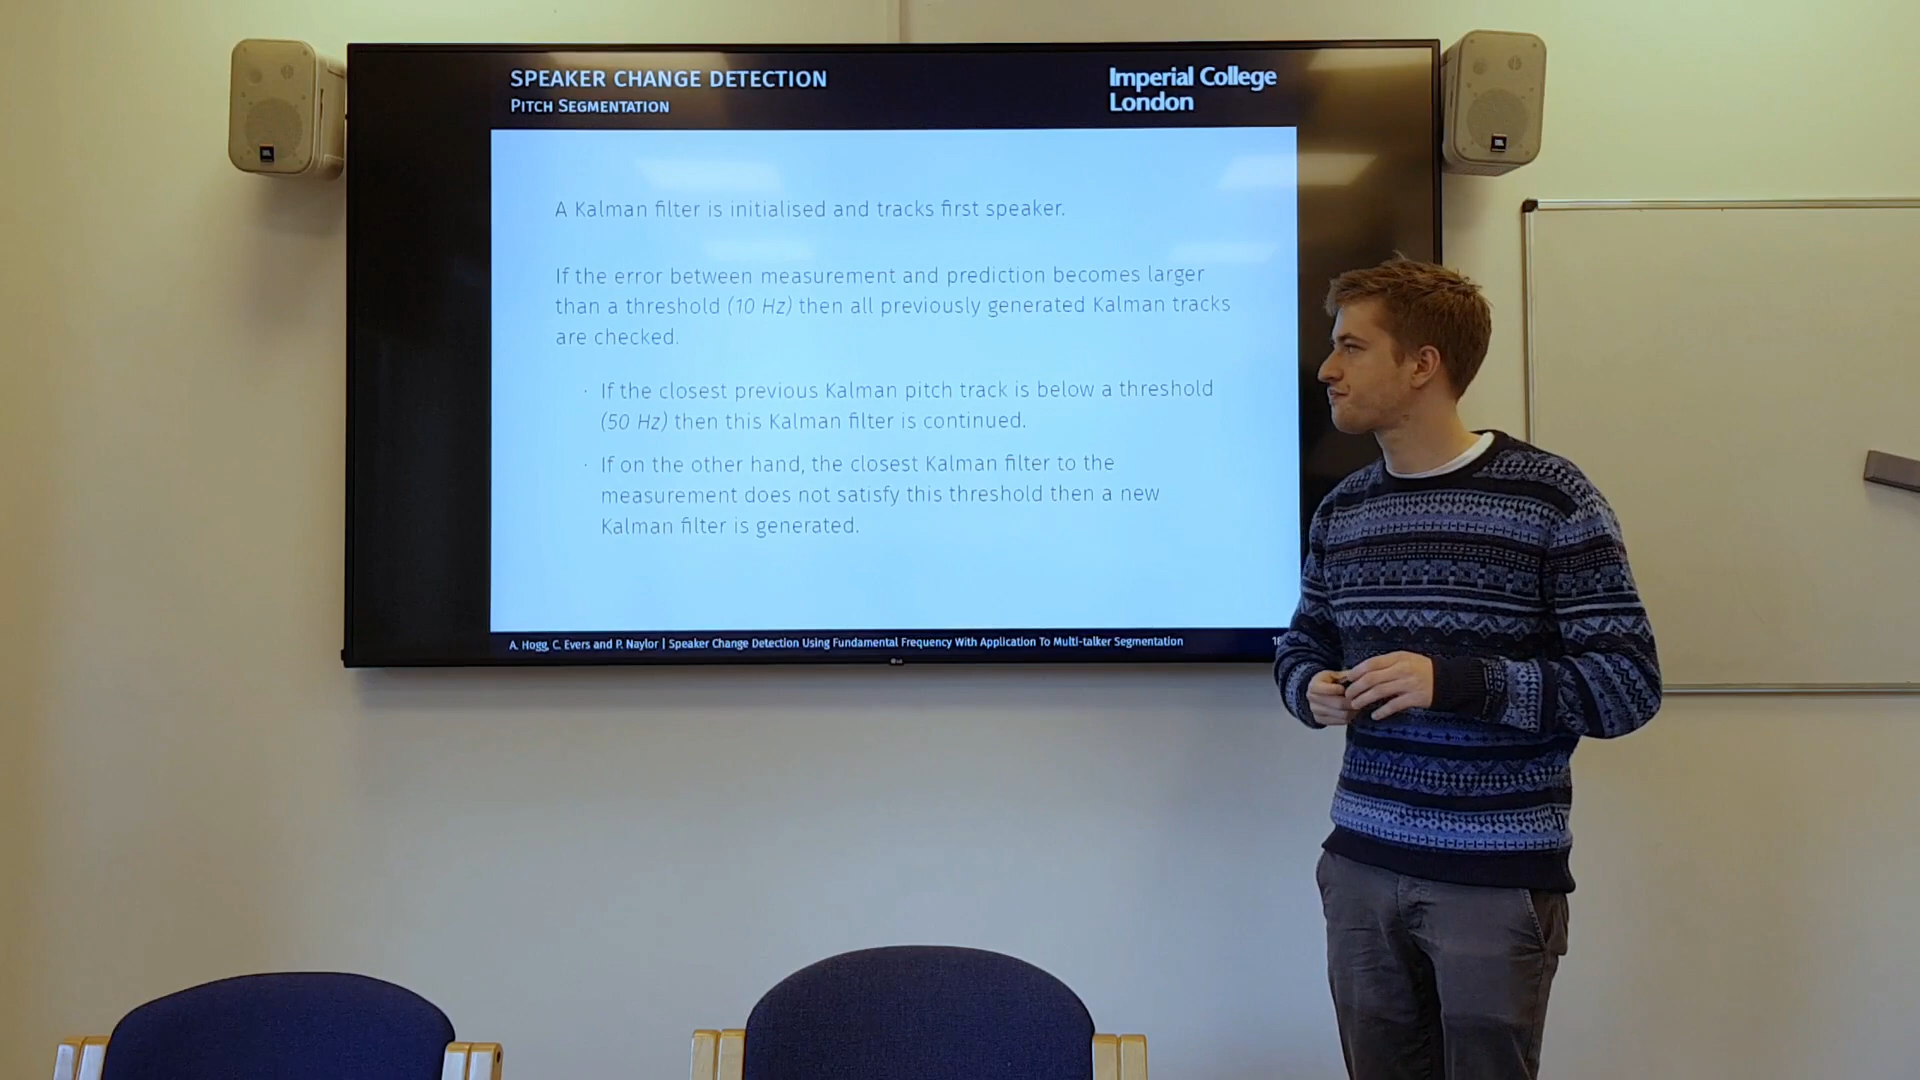 SPEAKER CHANGE DETECTION
PITCH SEGMENTATION
Imperial College
London
A Kalman filter is initialised and tracks first speaker.
If the error between measurement and prediction becomes larger
than a threshold (10 Hz) then all previously generated Kalman tracks
are checked.
· If the closest previous Kalman pitch track is below a threshold
(50 Hz) then this Kalman filter is continued.
· If on the other hand, the closest Kalman filter to the
measurement does not satisfy this threshold then a new
Kalman filter is generated.
A. Hogg, C. Evers and P. Naylor | Speaker Change Detection Using Fundamental Frequency With Application To Multi-talker Segmentation
JBL
JBL
LG